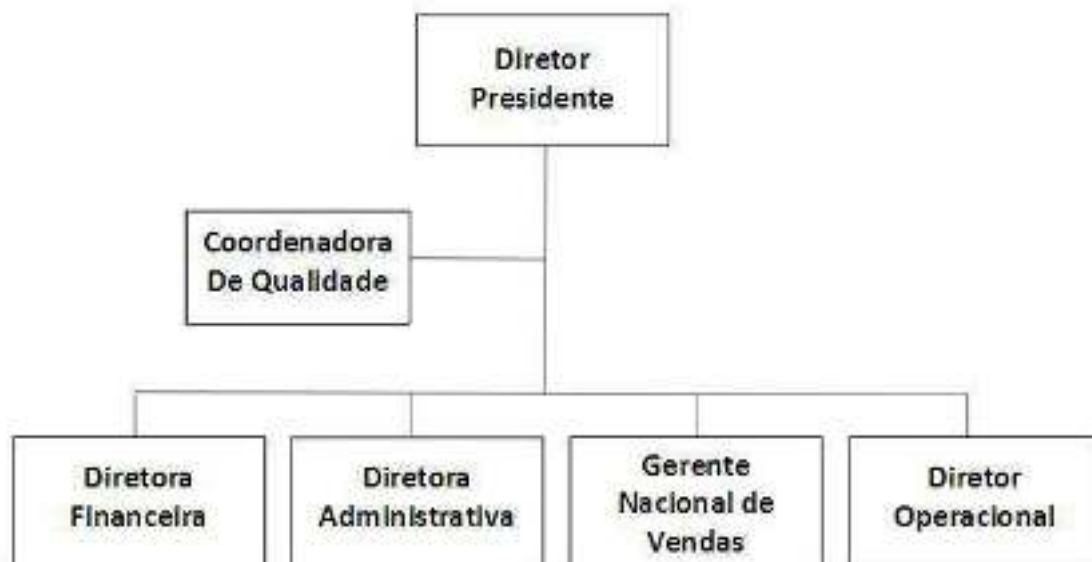 Diretor
Presidente
Coordenadora
De Qualidade
Diretora
Financeira
Diretora
Administrativa
Gerente
Nacional de
Vendas
Diretor
Operacional